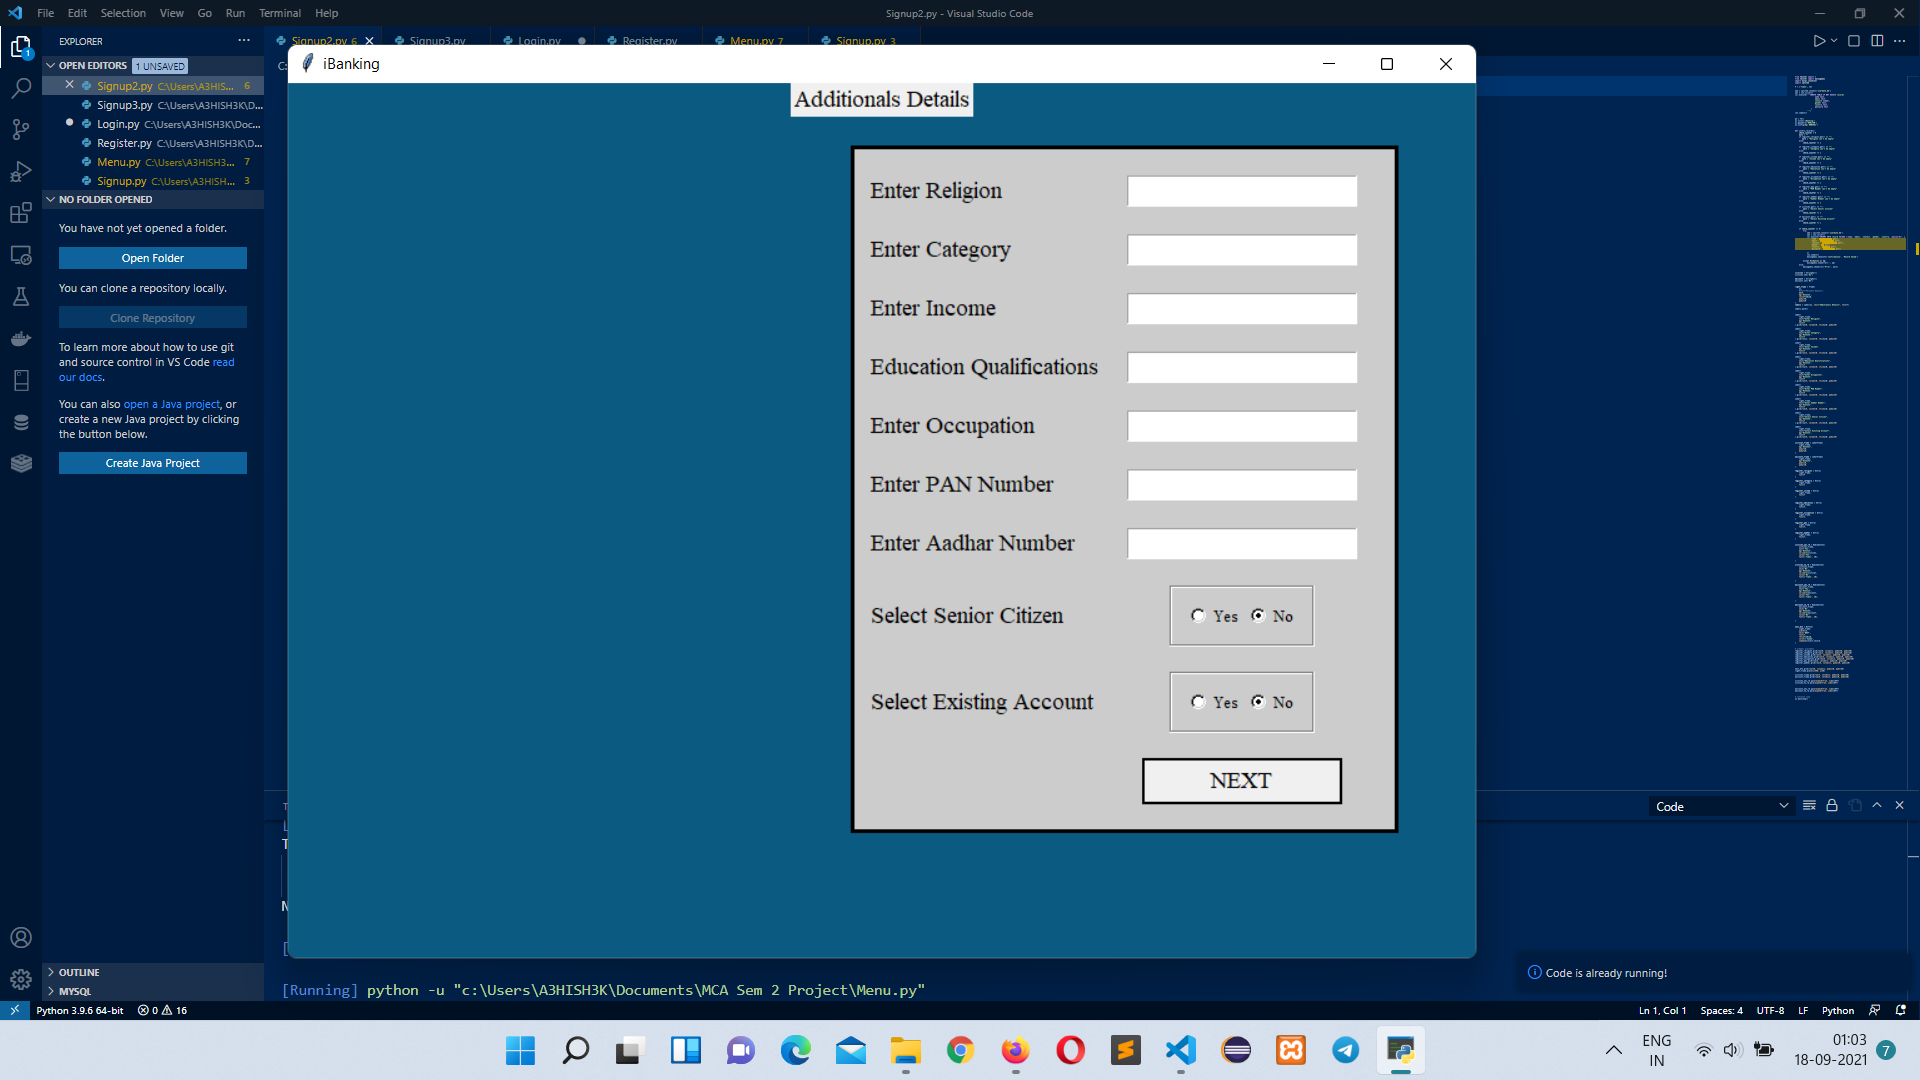 File Edit Selection View Go Run Terminal Help
Signup2.py - Visual Studio Code
EXPLORER
Signup2.py 6
Signup3.py
Login.py
Register.py
Menu.py 7
Signup.py 3
OPEN EDITORS 1 UNSAVED
Signup2.py C:\Users\A3HIS... 6
Signup3.py C:\Users\A3HISH3K\D...
Login.py C:\Users\A3HISH3K\Doc...
Register.py C:\Users\A3HISH3K\D...
Menu.py C:\Users\A3HISH3... 7
Signup.py C:\Users\A3HISH... 3
NO FOLDER OPENED
You have not yet opened a folder.
Open Folder
You can clone a repository locally.
Clone Repository
To learn more about how to use git
and source control in VS Code read
our docs.
You can also open a Java project, or
create a new Java project by clicking
the button below.
Create Java Project
OUTLINE
MYSQL
iBanking
Additionals Details
Enter Religion
Enter Category
Enter Income
Education Qualifications
Enter Occupation
Enter PAN Number
Enter Aadhar Number
Select Senior Citizen Yes No
Select Existing Account Yes No
NEXT
Code
Code is already running!
[Running] python -u "c:\Users\A3HISH3K\Documents\MCA Sem 2 Project\Menu.py"
Python 3.9.6 64-bit 0 16
Ln 1, Col 1 Spaces: 4 UTF-8 LF Python
ENG
IN
01:03
18-09-2021
7